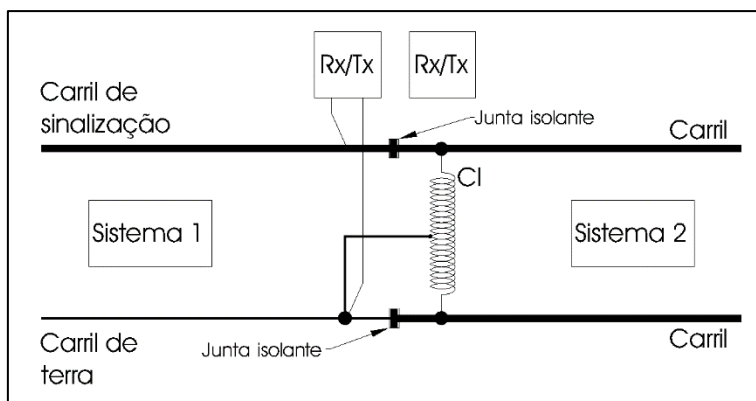 Rx/Tx
Rx/Tx
Carril de
sinalização
Junta isolante
Carril
CI
Sistema 1
Sistema 2
Carril de
terra
Junta isolante
Carril